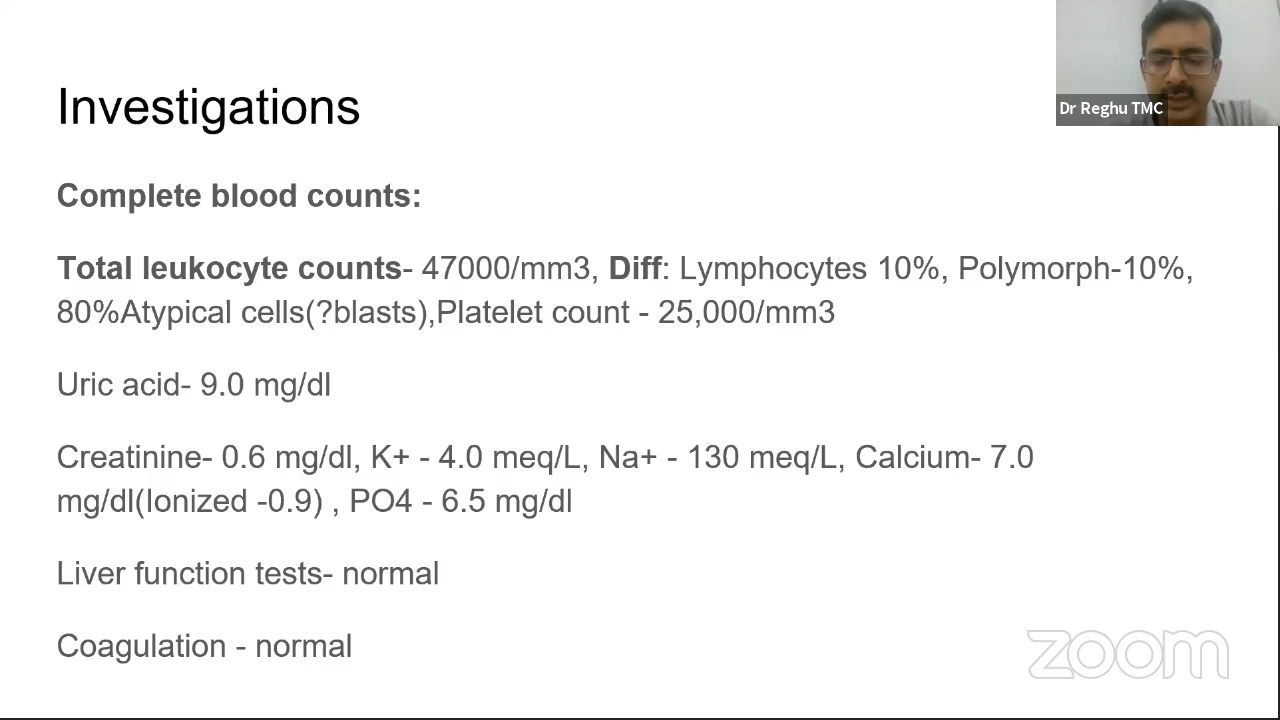 Dr Reghu TMC
Investigations
Complete blood counts:
Total leukocyte counts- 47000/mm3, Diff: Lymphocytes 10%, Polymorph-10%,
80%Atypical cells(?blasts),Platelet count - 25,000/mm3
Uric acid- 9.0 mg/dl
Creatinine- 0.6 mg/dl, K+ - 4.0 meq/L, Na+ - 130 meq/L, Calcium- 7.0
mg/dl(Ionized -0.9) , PO4 - 6.5 mg/dl
Liver function tests- normal
Coagulation - normal
zoom